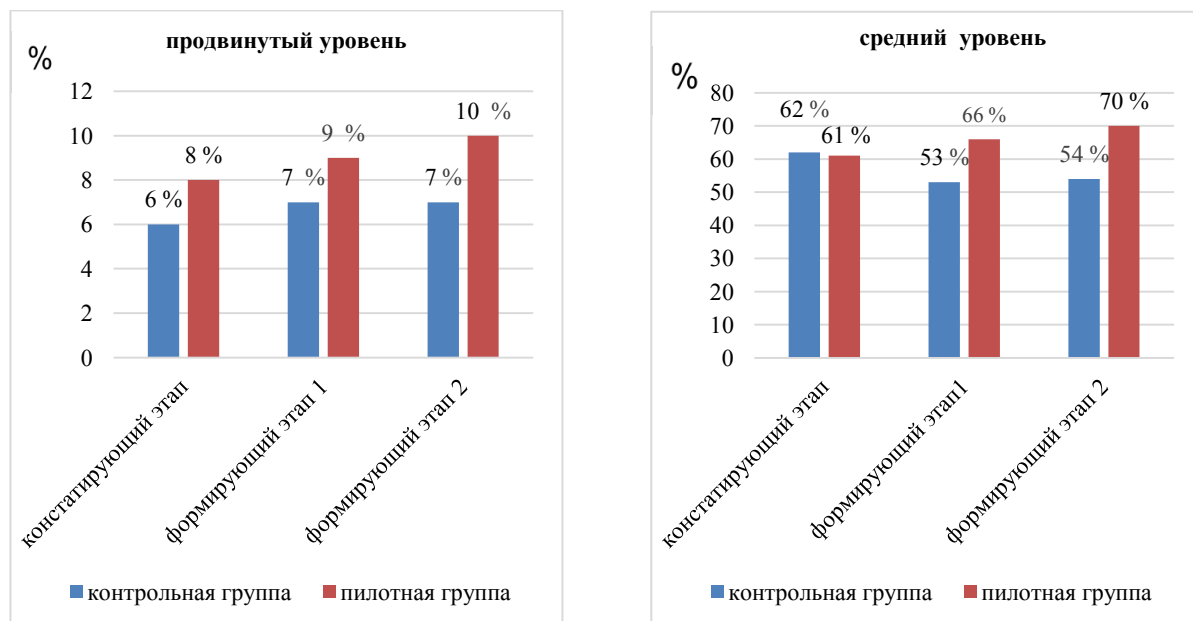 продвинутый уровень
%
12
10
8
6
4
2
0
6 %
8 %
7 %
9 %
7 %
10 %
констатирующий этап
формирующий этап 1
формирующий этап 2
контрольная группа
пилотная группа
средний уровень
%
80
70
60
50
40
30
20
10
0
62 %
61 %
53 %
66 %
54 %
70 %
констатирующий этап
формирующий этап1
формирующий этап 2
контрольная группа
пилотная группа